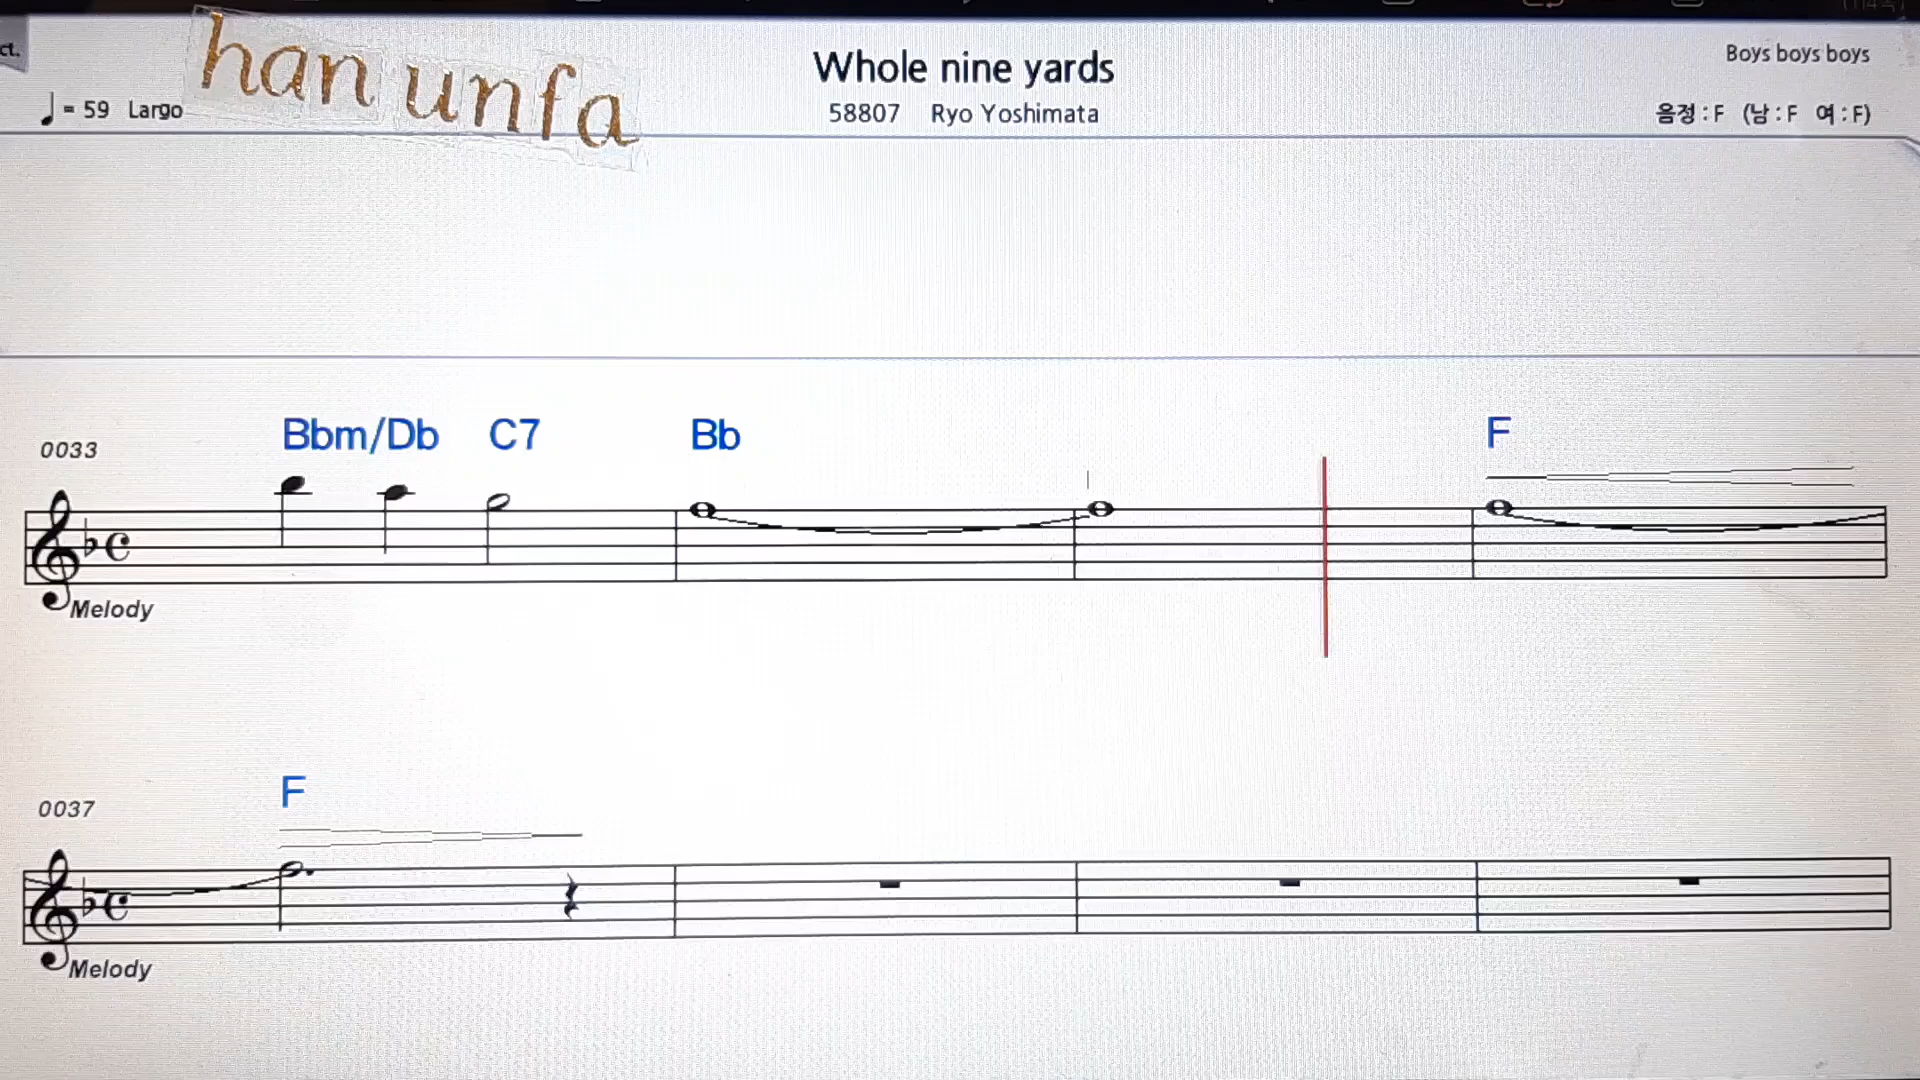 ct.
han unfa
Whole nine yards
Boys boys boys
= 59 Largo
58807 Ryo Yoshimata
음정 : F (남 : F 여 : F)
0033
Bbm/Db C7 Bb F
Melody
0037
F
Melody